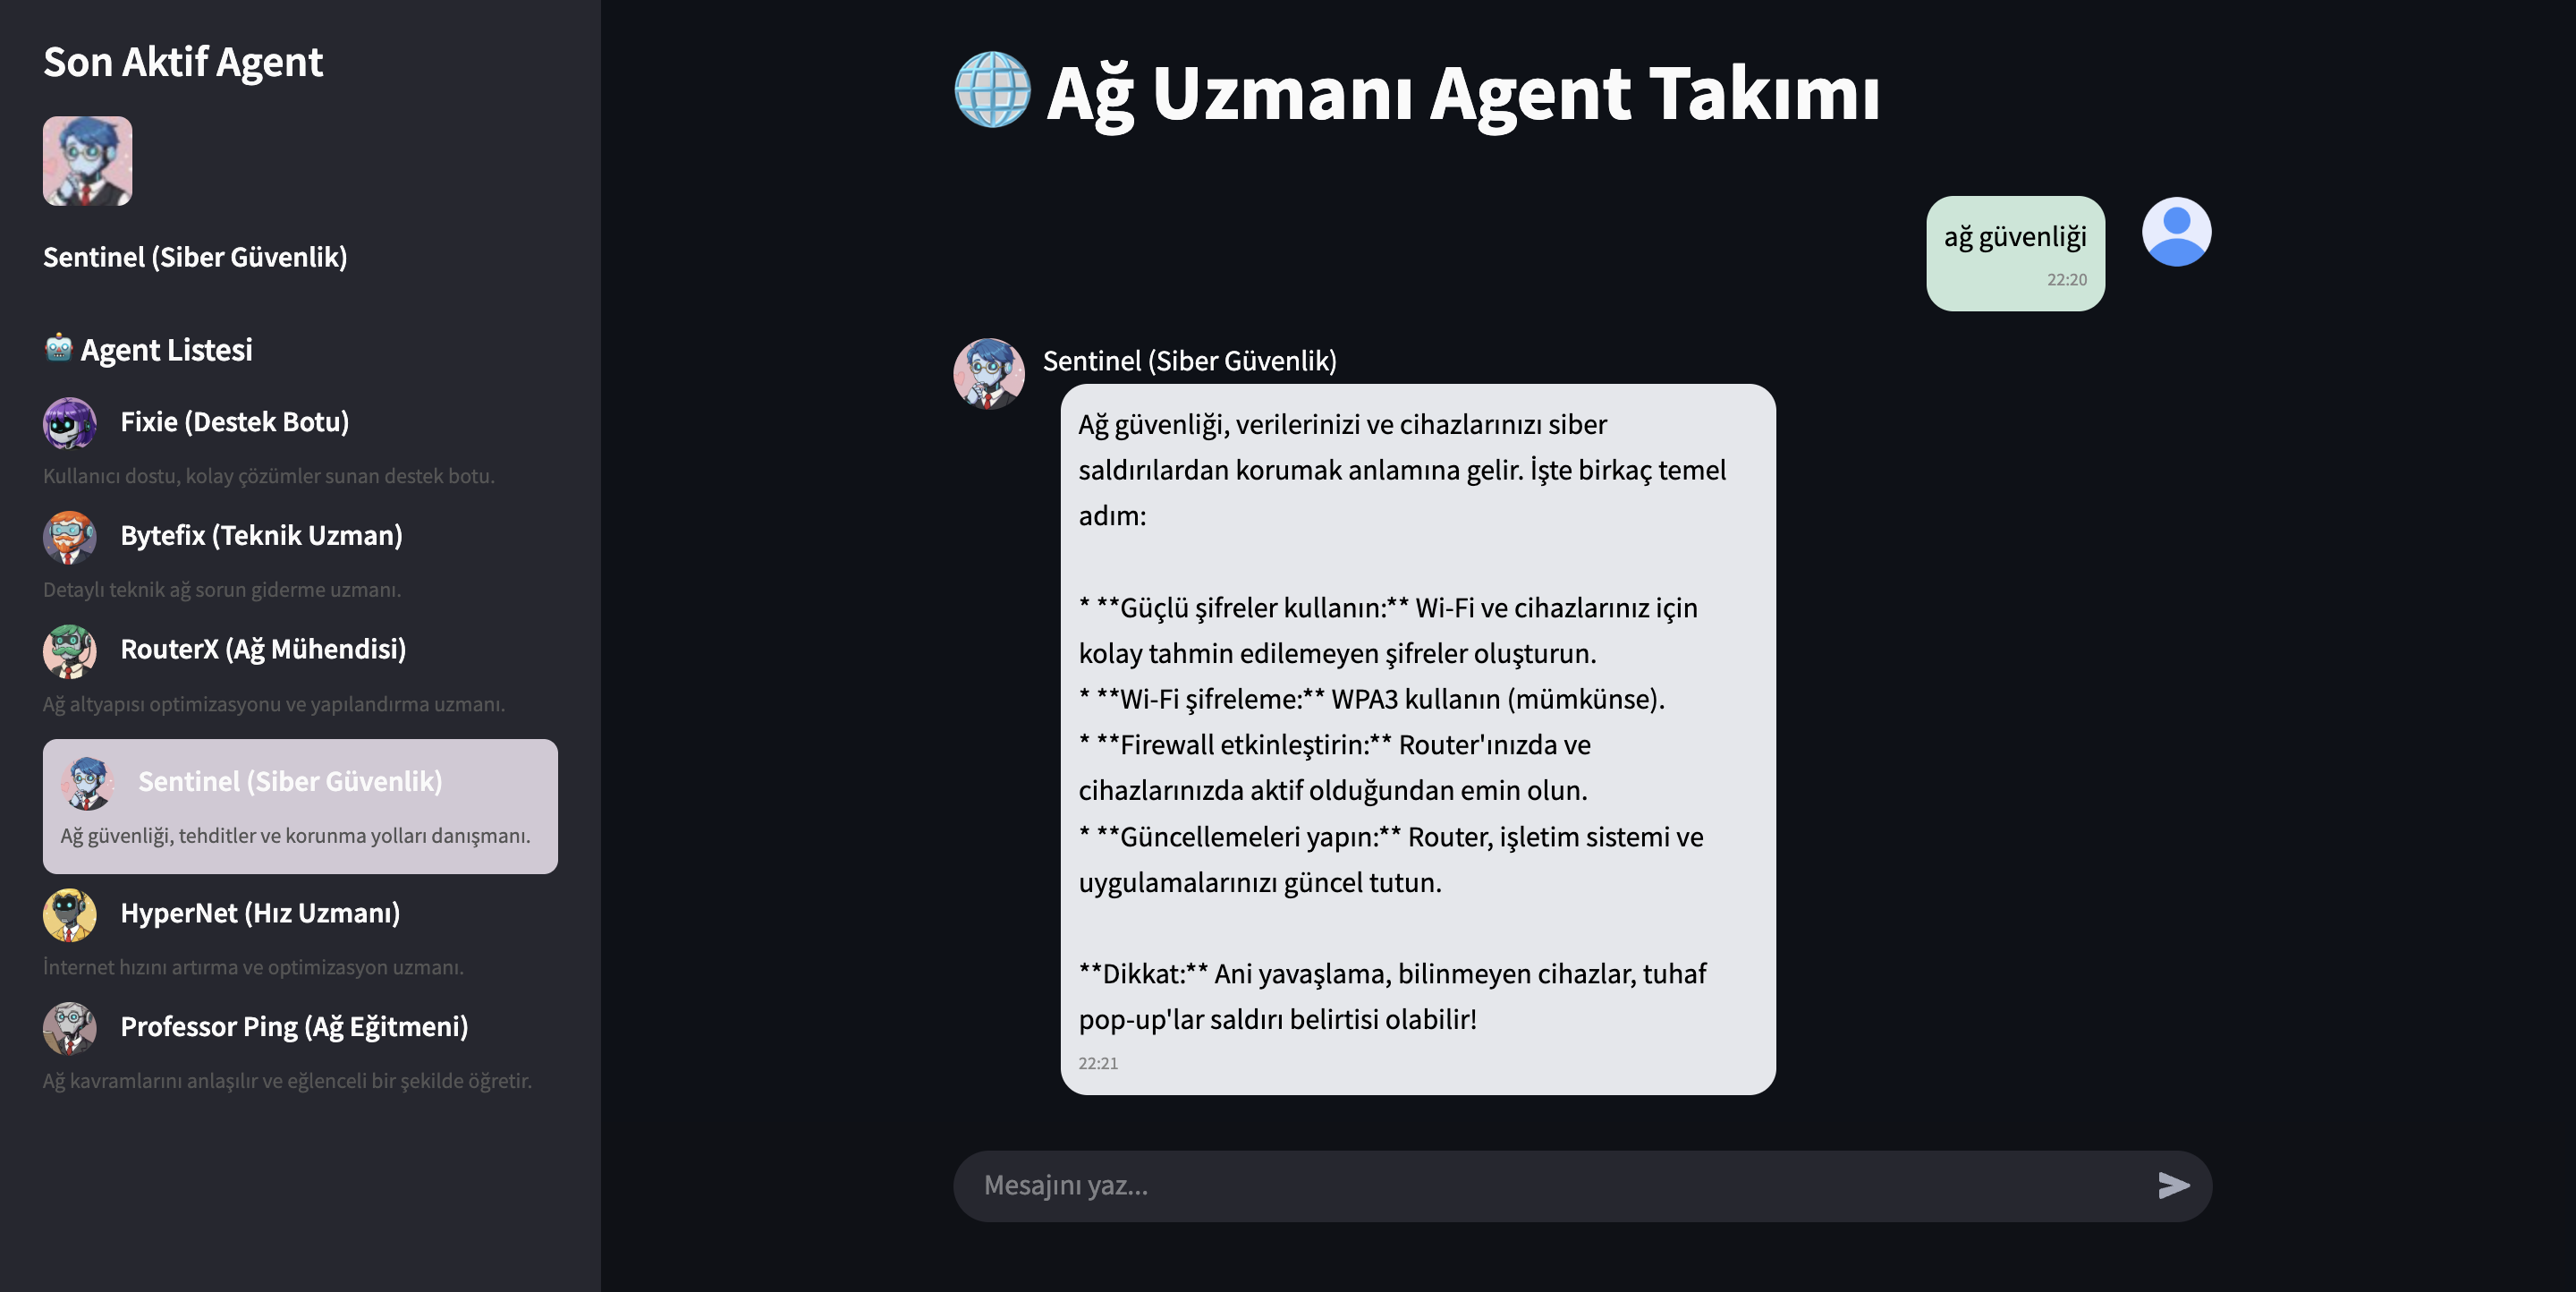 Son Aktif Agent
Sentinel (Siber Güvenlik)
Agent Listesi
Fixie (Destek Botu)
Kullanıcı dostu, kolay çözümler sunan destek botu.
Bytefix (Teknik Uzman)
Detaylı teknik ağ sorun giderme uzmanı.
RouterX (Ağ Mühendisi)
Ağ altyapısı optimizasyonu ve yapılandırma uzmanı.
Sentinel (Siber Güvenlik)
Ağ güvenliği, tehditler ve korunma yolları danışmanı.
HyperNet (Hız Uzmanı)
İnternet hızını artırma ve optimizasyon uzmanı.
Professor Ping (Ağ Eğitmeni)
Ağ kavramlarını anlaşılır ve eğlenceli bir şekilde öğretir.
Ağ Uzmanı Agent Takımı
ağ güvenliği
22:20
Sentinel (Siber Güvenlik)
Ağ güvenliği, verilerinizi ve cihazlarınızı siber
saldırılardan korumak anlamına gelir. İşte birkaç temel
adım:
* **Güçlü şifreler kullanın:** Wi-Fi ve cihazlarınız için
kolay tahmin edilemeyen şifreler oluşturun.
* **Wi-Fi şifreleme:** WPA3 kullanın (mümkünse).
* **Firewall etkinleştirin:** Router'ınızda ve
cihazlarınızda aktif olduğundan emin olun.
* **Güncellemeleri yapın:** Router, işletim sistemi ve
uygulamalarınızı güncel tutun.
**Dikkat:** Ani yavaşlama, bilinmeyen cihazlar, tuhaf
pop-up'lar saldırı belirtisi olabilir!
22:21
Mesajını yaz...